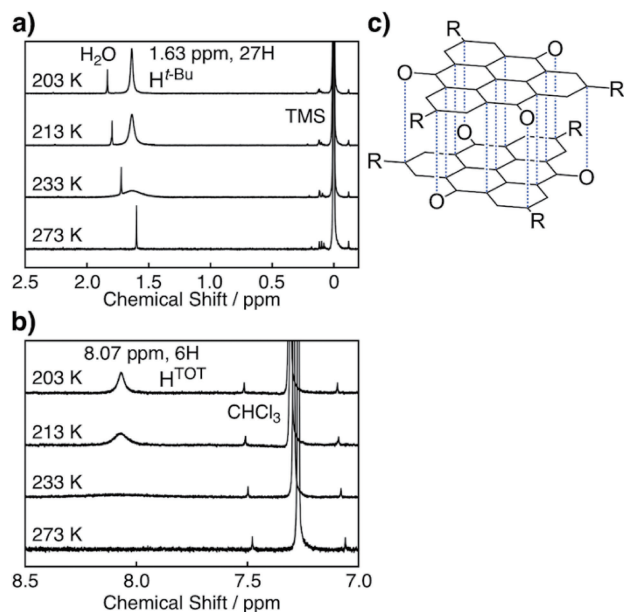 a)
H₂O
1.63 ppm, 27H
H^t-Bu
203 K
TMS
213 K
233 K
273 K
2.5 2.0 1.5 1.0 0.5 0
Chemical Shift / ppm
b)
8.07 ppm, 6H
H^TOT
203 K
CHCl₃
213 K
233 K
273 K
8.5 8.0 7.5 7.0
Chemical Shift / ppm
c)
R
O
O
R
R
O
O
R
R
O
O
R